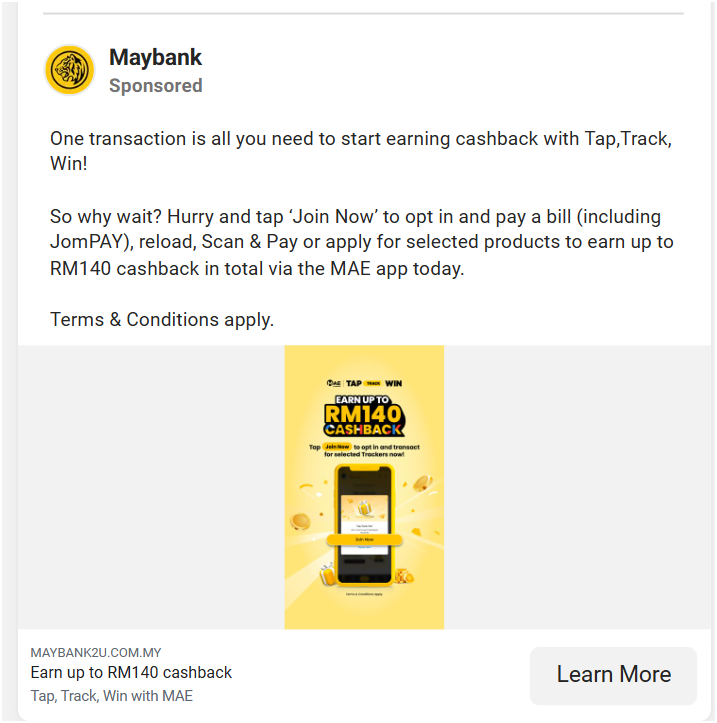 Maybank
Sponsored
One transaction is all you need to start earning cashback with Tap,Track,
Win!
So why wait? Hurry and tap ‘Join Now’ to opt in and pay a bill (including
JomPAY), reload, Scan & Pay or apply for selected products to earn up to
RM140 cashback in total via the MAE app today.
Terms & Conditions apply.
MAE TAP TRACK WIN
EARN UP TO
RM140
CASHBACK
Tap Join Now to opt in and transact
for selected Trackers now!
Join Now
Terms & Conditions apply.
MAYBANK2U.COM.MY
Earn up to RM140 cashback
Tap, Track, Win with MAE
Learn More